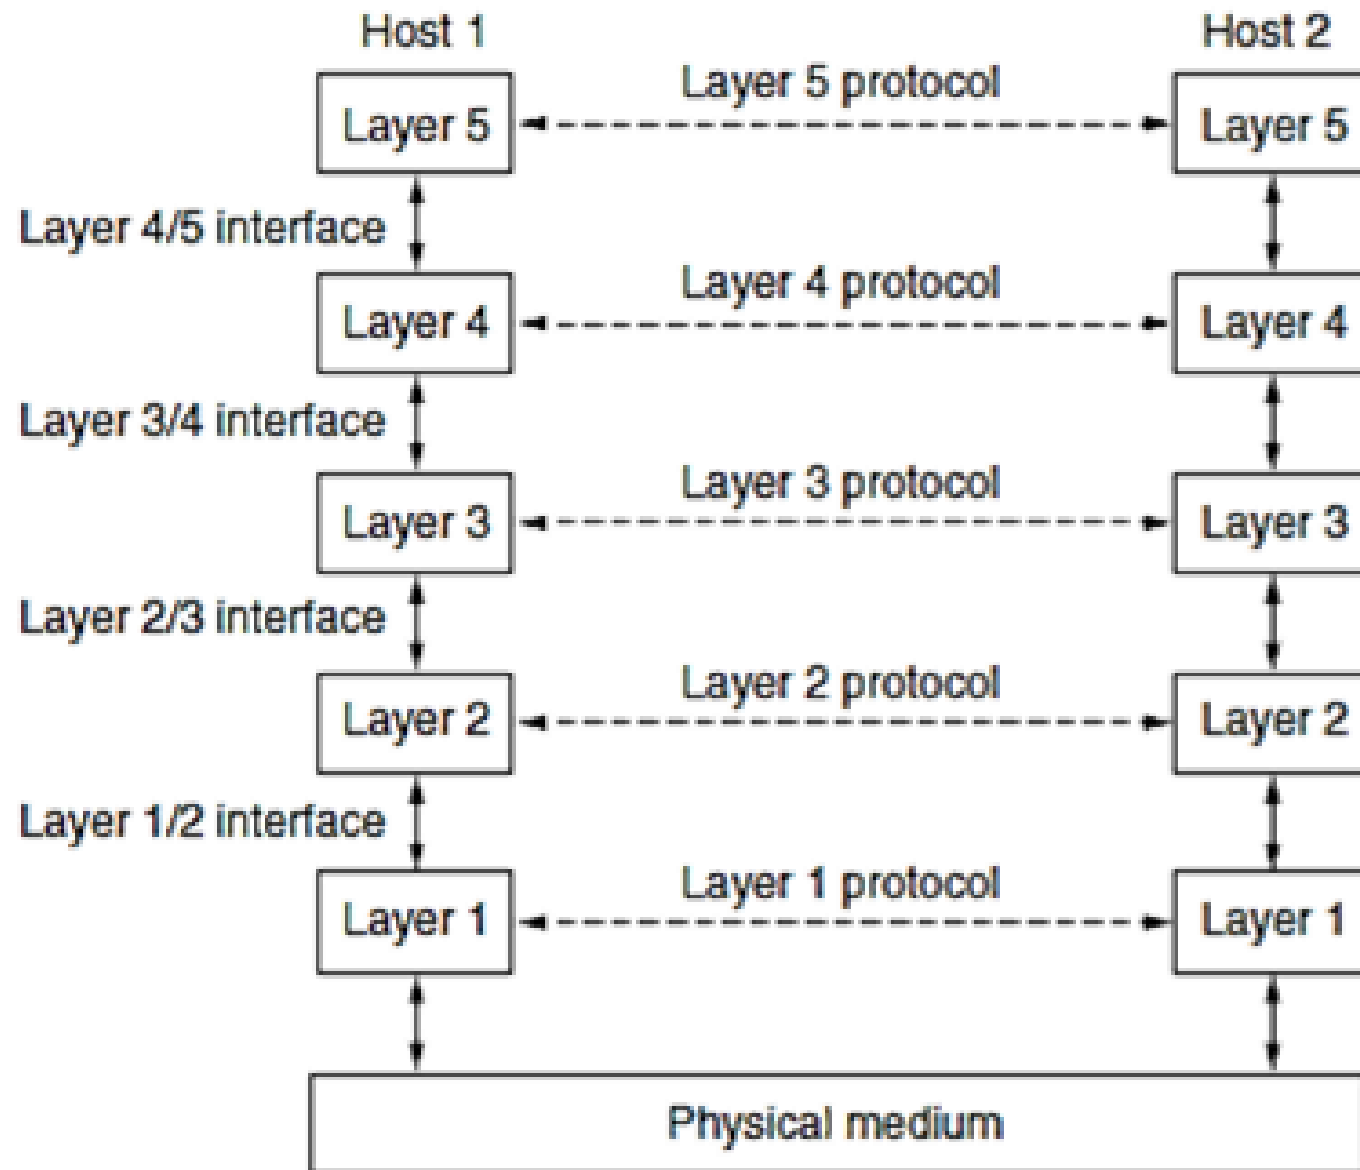 Host 1
Host 2
Layer 5 protocol
Layer 5
Layer 5
Layer 4/5 interface
Layer 4 protocol
Layer 4
Layer 4
Layer 3/4 interface
Layer 3 protocol
Layer 3
Layer 3
Layer 2/3 interface
Layer 2 protocol
Layer 2
Layer 2
Layer 1/2 interface
Layer 1 protocol
Layer 1
Layer 1
Physical medium